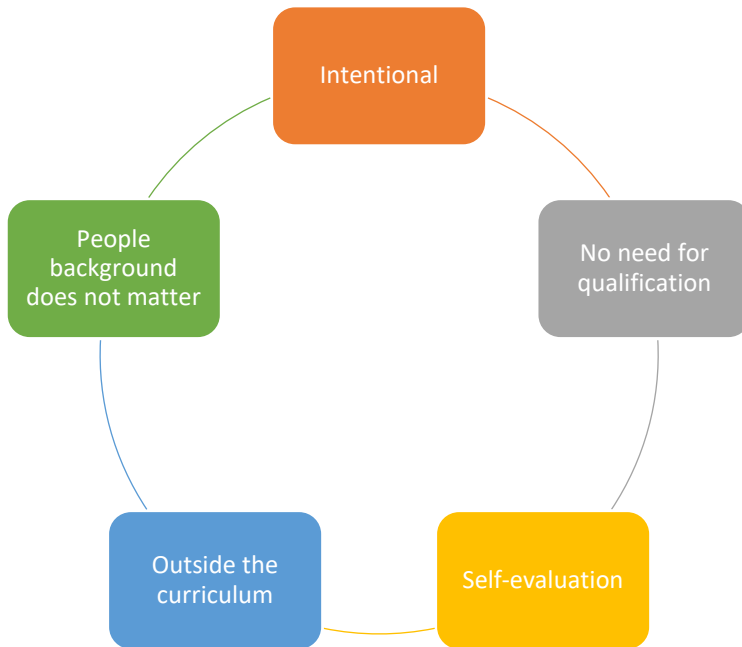 Intentional
No need for
qualification
Self-evaluation
Outside the
curriculum
People
background
does not matter